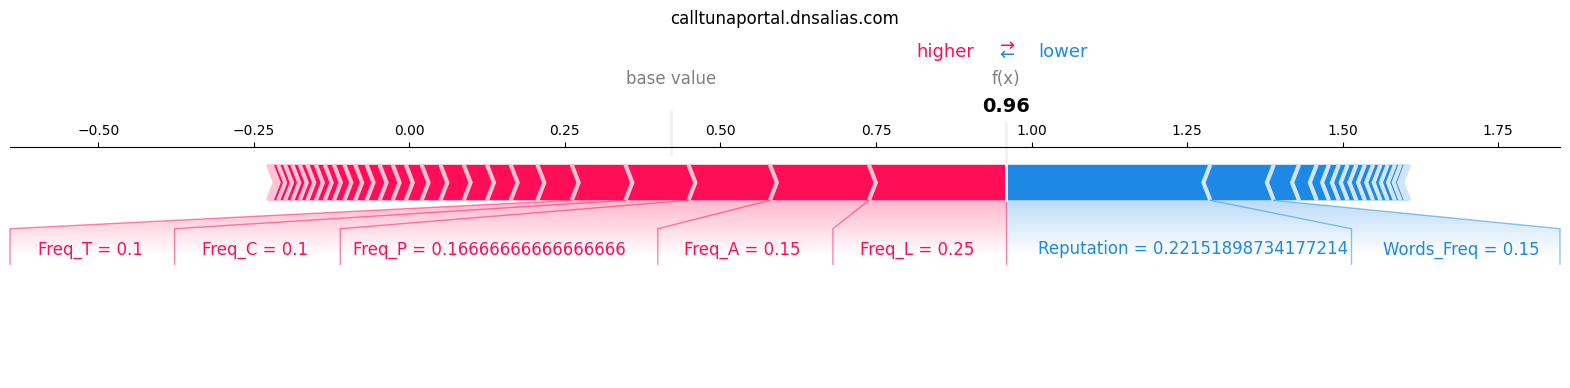 calltunaportal.dnsalias.com
higher ⇄ lower
base value f(x)
0.96
−0.50 −0.25 0.00 0.25 0.50 0.75 1.00 1.25 1.50 1.75
Freq_T = 0.1 Freq_C = 0.1 Freq_P = 0.16666666666666666 Freq_A = 0.15 Freq_L = 0.25 Reputation = 0.22151898734177214 Words_Freq = 0.15